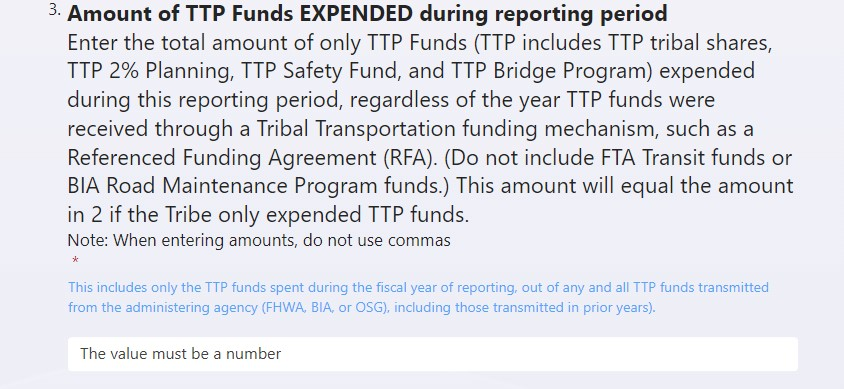 3. Amount of TTP Funds EXPENDED during reporting period
Enter the total amount of only TTP Funds (TTP includes TTP tribal shares,
TTP 2% Planning, TTP Safety Fund, and TTP Bridge Program) expended
during this reporting period, regardless of the year TTP funds were
received through a Tribal Transportation funding mechanism, such as a
Referenced Funding Agreement (RFA). (Do not include FTA Transit funds or
BIA Road Maintenance Program funds.) This amount will equal the amount
in 2 if the Tribe only expended TTP funds.
Note: When entering amounts, do not use commas
*
This includes only the TTP funds spent during the fiscal year of reporting, out of any and all TTP funds transmitted
from the administering agency (FHWA, BIA, or OSG), including those transmitted in prior years).
The value must be a number